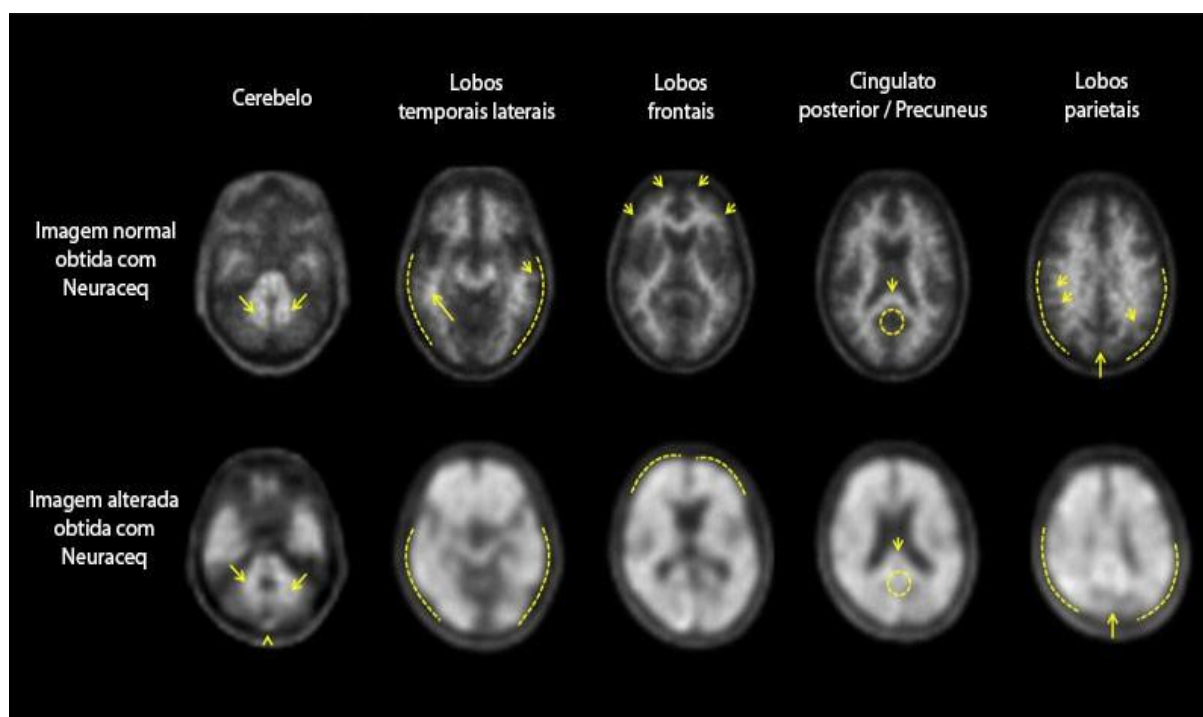 Cerebelo
Lobos
temporais laterais
Lobos
frontais
Cingulato
posterior / Precuneus
Lobos
parietais
Imagem normal
obtida com
Neuraceq
Imagem alterada
obtida com
Neuraceq